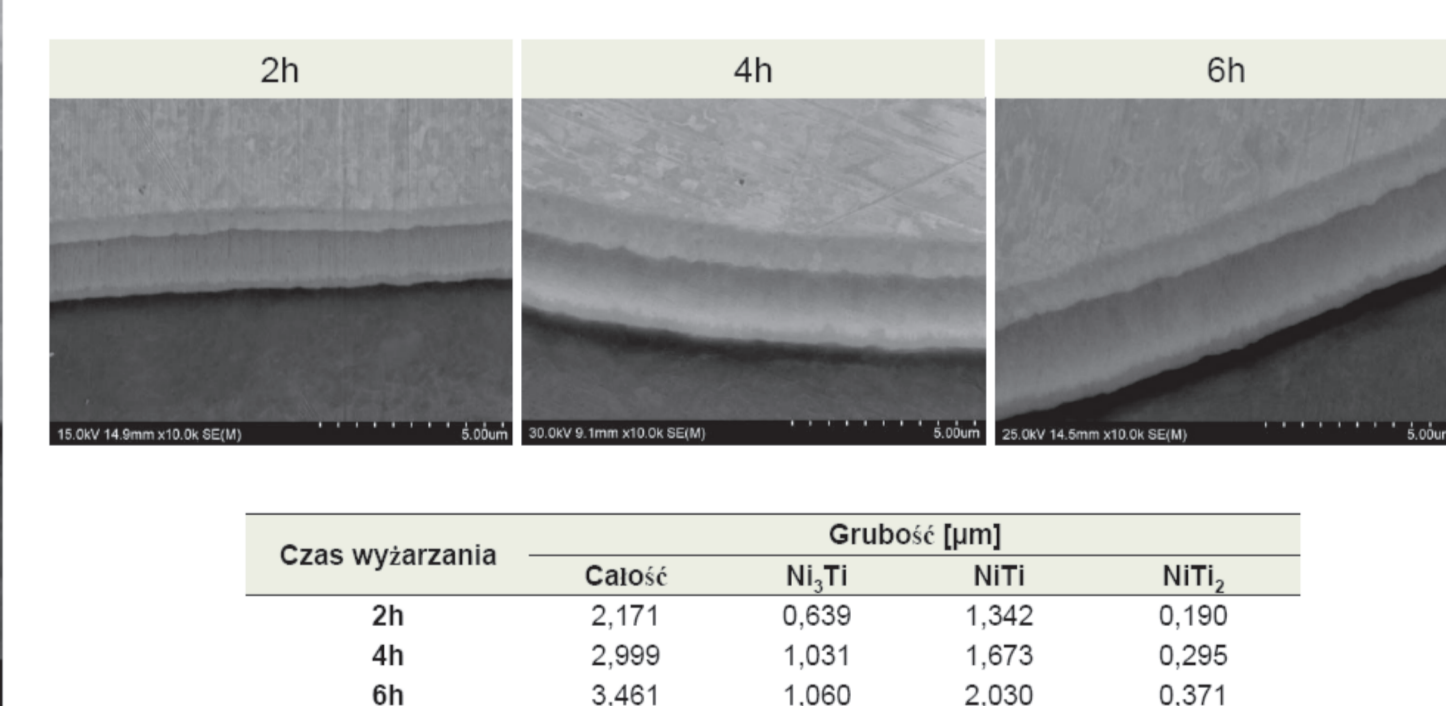 2h
4h
6h
15.0kV 14.9mm x10.0k SE(M) 5.00um
30.0kV 9.1mm x10.0k SE(M) 5.00um
25.0kV 14.5mm x10.0k SE(M) 5.00u
Czas wyżarzania
Grubość [µm]
Całość Ni₃Ti NiTi NiTi₂
2h 2,171 0,639 1,342 0,190
4h 2,999 1,031 1,673 0,295
6h 3,461 1,060 2,030 0,371